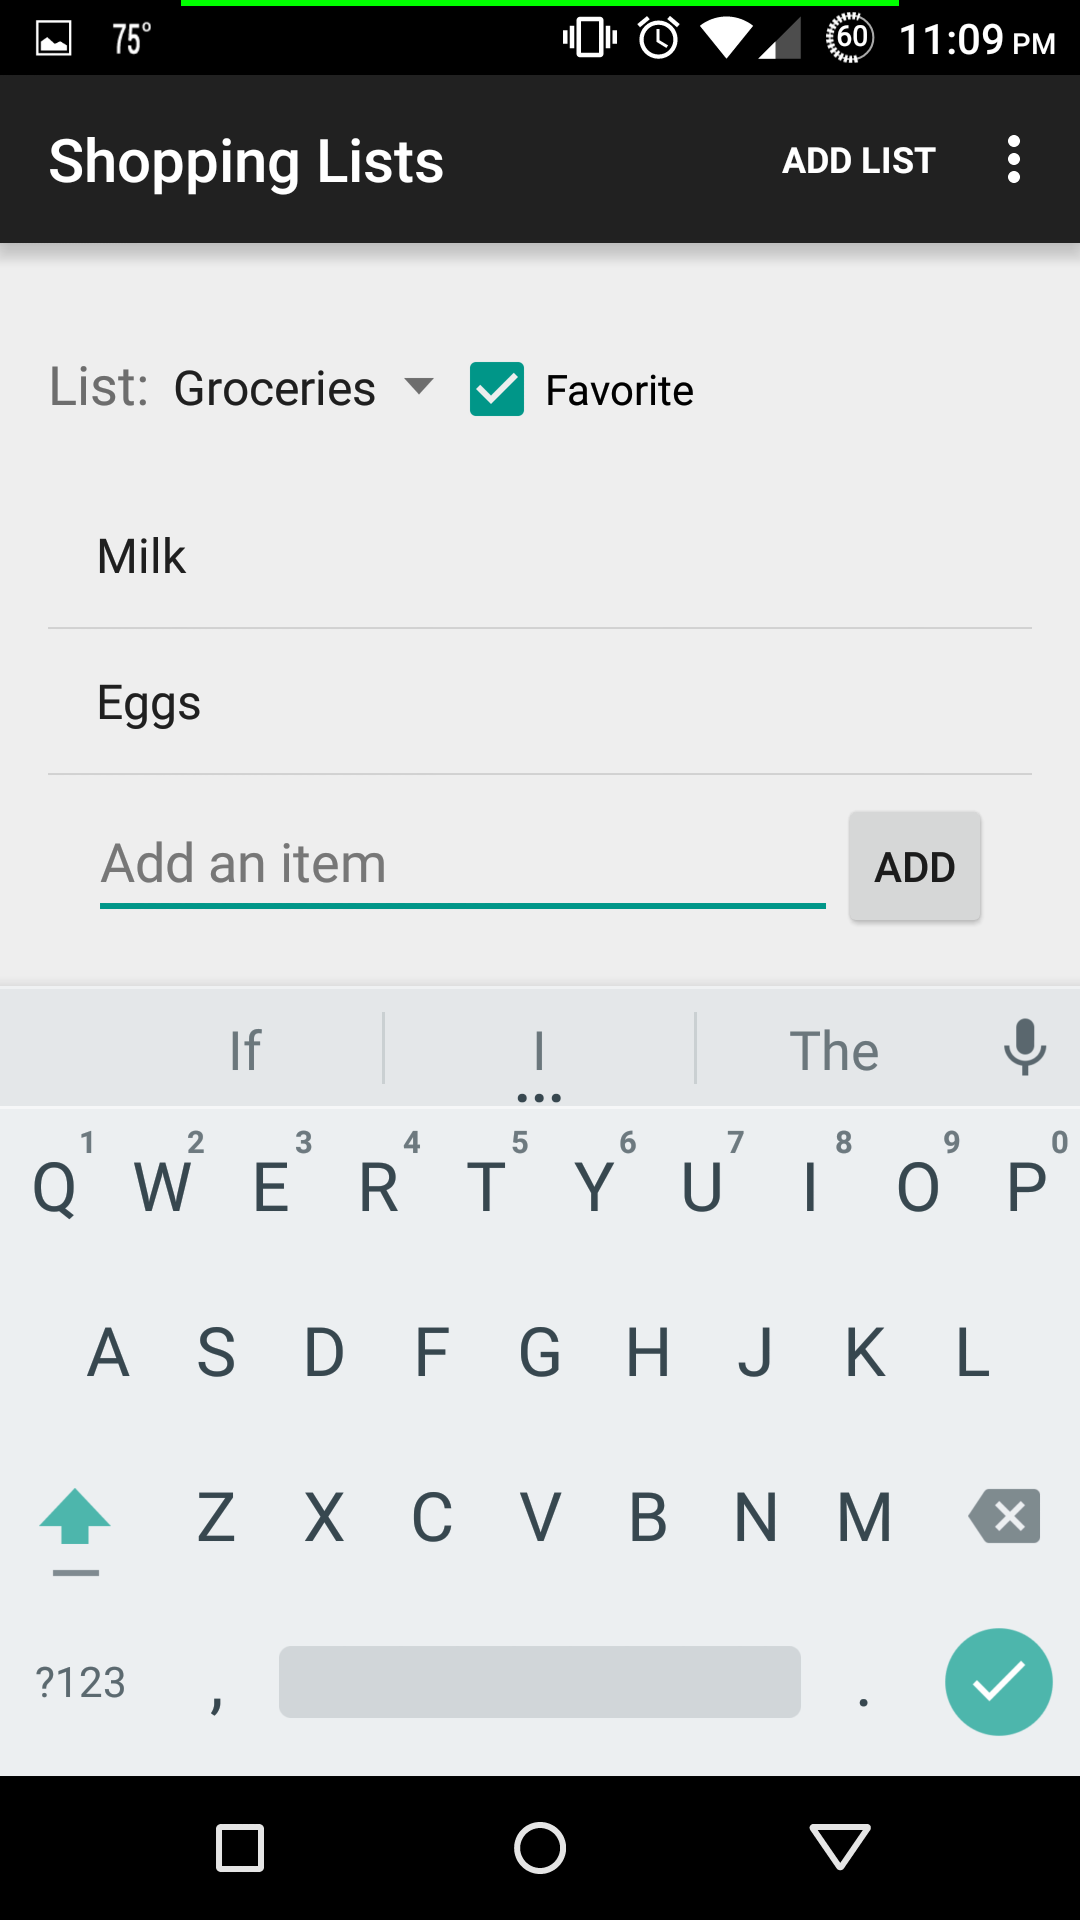 75° 60 11:09 PM
Shopping Lists ADD LIST
List: Groceries Favorite
Milk
Eggs
Add an item ADD
If I The
1 2 3 4 5 6 7 8 9 0
Q W E R T Y U I O P
A S D F G H J K L
Z X C V B N M
?123 , .